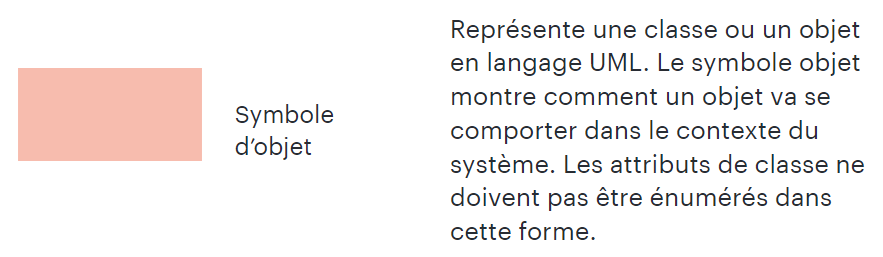 Symbole
d’objet
Représente une classe ou un objet
en langage UML. Le symbole objet
montre comment un objet va se
comporter dans le contexte du
système. Les attributs de classe ne
doivent pas être énumérés dans
cette forme.